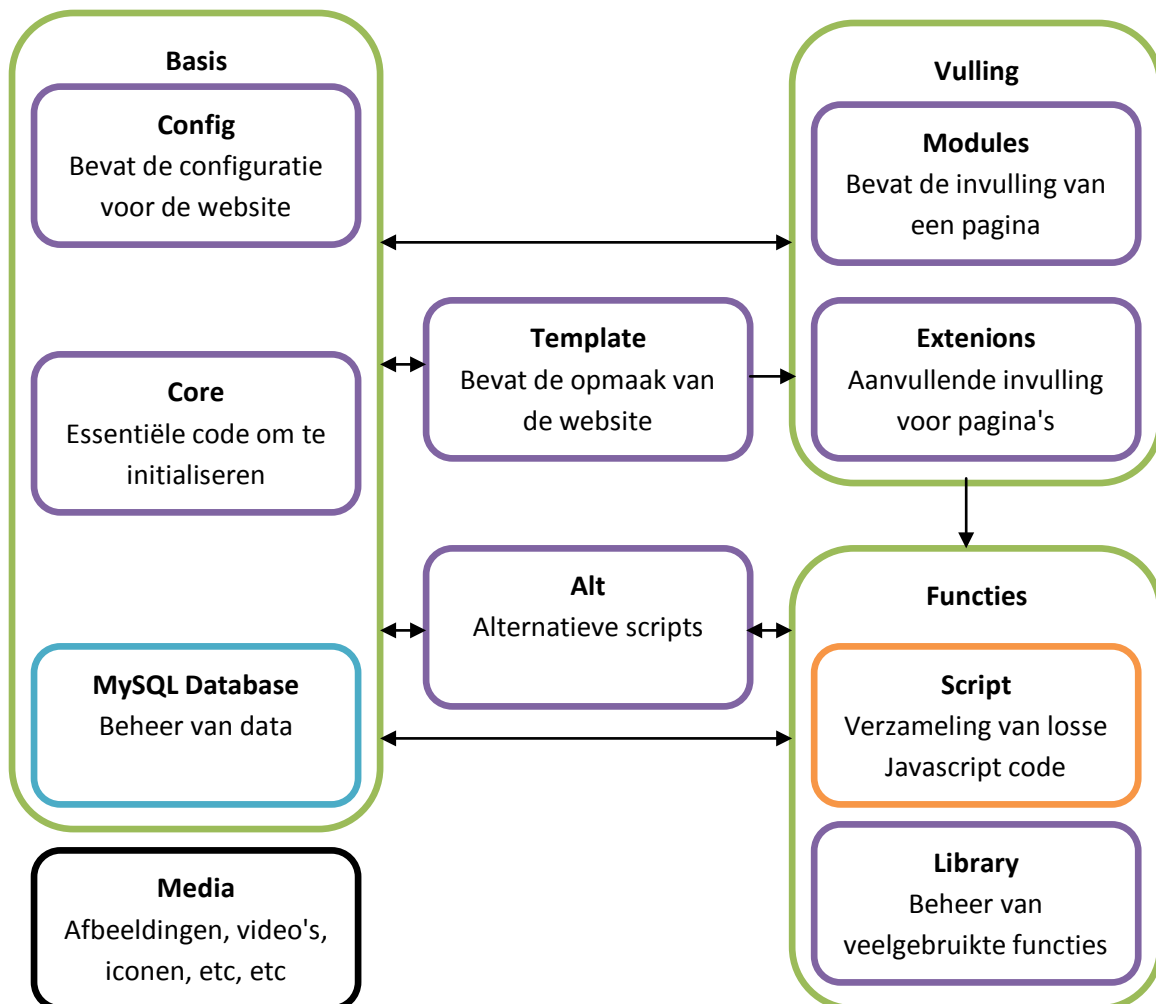 Basis
Config
Bevat de configuratie
voor de website
Core
Essentiële code om te
initialiseren
MySQL Database
Beheer van data
Media
Afbeeldingen, video's,
iconen, etc, etc
Template
Bevat de opmaak van
de website
Alt
Alternatieve scripts
Vulling
Modules
Bevat de invulling van
een pagina
Extenions
Aanvullende invulling
voor pagina's
Functies
Script
Verzameling van losse
Javascript code
Library
Beheer van
veelgebruikte functies